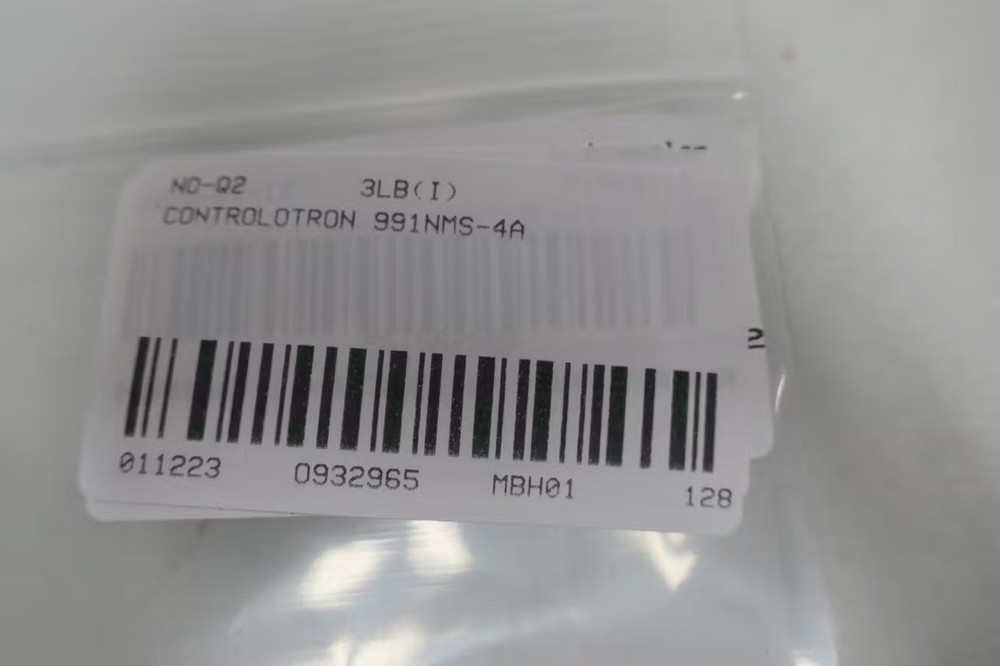 NO-Q2 3LB(I)
CONTROLOTRON 991NMS-4A
011223 0932965 MBH01 128